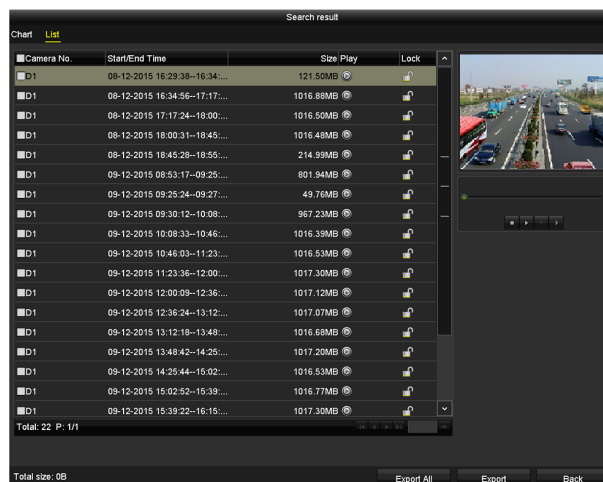 Search result
Chart List
Camera No. Start/End Time Size Play Lock
D1 08-12-2015 16:29:38--16:34:... 121.50MB
D1 08-12-2015 16:34:56--17:17:... 1016.88MB
D1 08-12-2015 17:17:24--18:00:... 1016.50MB
D1 08-12-2015 18:00:31--18:45:... 1016.48MB
D1 08-12-2015 18:45:28--18:55:... 214.99MB
D1 09-12-2015 08:53:17--09:25:... 801.94MB
D1 09-12-2015 09:25:24--09:27:... 49.76MB
D1 09-12-2015 09:30:12--10:08:... 967.23MB
D1 09-12-2015 10:08:33--10:46:... 1016.39MB
D1 09-12-2015 10:46:03--11:23:... 1016.53MB
D1 09-12-2015 11:23:36--12:00:... 1017.30MB
D1 09-12-2015 12:00:09--12:36:... 1017.12MB
D1 09-12-2015 12:36:24--13:12:... 1017.07MB
D1 09-12-2015 13:12:18--13:48:... 1016.68MB
D1 09-12-2015 13:48:42--14:25:... 1017.20MB
D1 09-12-2015 14:25:44--15:02:... 1016.53MB
D1 09-12-2015 15:02:52--15:39:... 1016.77MB
D1 09-12-2015 15:39:22--16:15:... 1017.30MB
Total: 22 P: 1/1
Total size: 0B Export All Export Back